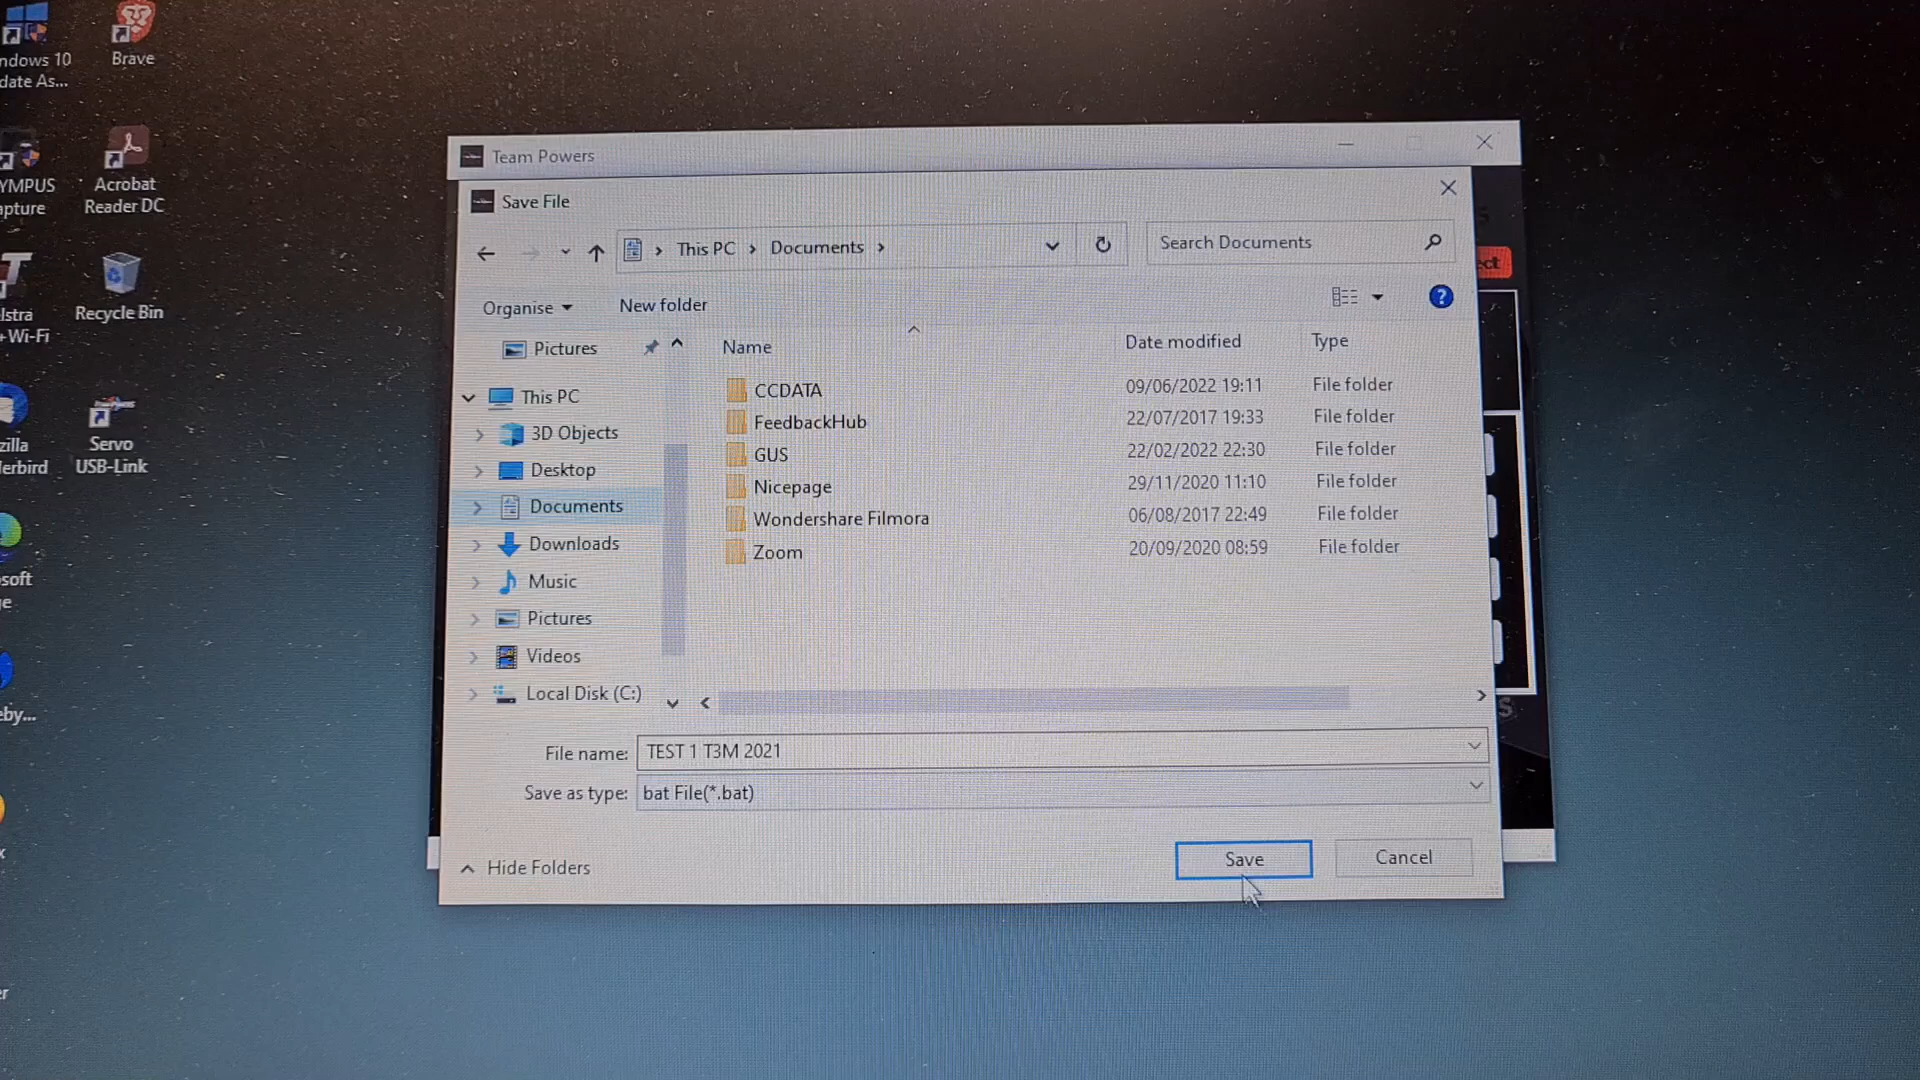 ndows 10
date As...
Brave
YMPUS
apture
Acrobat
Reader DC
lstra
+Wi-Fi
Recycle Bin
zilla
lerbird
Servo
USB-Link
soft
ge
eby...
Team Powers
Save File
This PC > Documents >
Search Documents
ect
Organise
New folder
Name
Date modified
Type
Pictures
This PC
3D Objects
Desktop
Documents
Downloads
Music
Pictures
Videos
Local Disk (C:)
CCDATA 09/06/2022 19:11 File folder
FeedbackHub 22/07/2017 19:33 File folder
GUS 22/02/2022 22:30 File folder
Nicepage 29/11/2020 11:10 File folder
Wondershare Filmora 06/08/2017 22:49 File folder
Zoom 20/09/2020 08:59 File folder
File name: TEST 1 T3M 2021
Save as type: bat File(*.bat)
Hide Folders
Save
Cancel